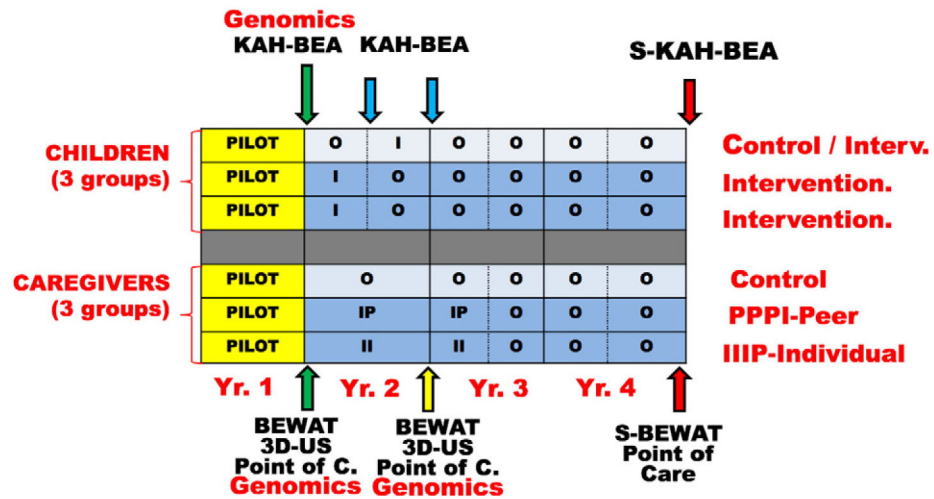 Genomics
KAH-BEA KAH-BEA S-KAH-BEA
CHILDREN
(3 groups)
PILOT O I O O O O Control / Interv.
PILOT I O O O O O Intervention.
PILOT I O O O O O Intervention.
CAREGIVERS
(3 groups)
PILOT O O O O O Control
PILOT IP IP O O O PPPI-Peer
PILOT II II O O O IIIP-Individual
Yr. 1 Yr. 2 Yr. 3 Yr. 4
BEWAT
3D-US
Point of C.
Genomics
BEWAT
3D-US
Point of C.
Genomics
S-BEWAT
Point of
Care